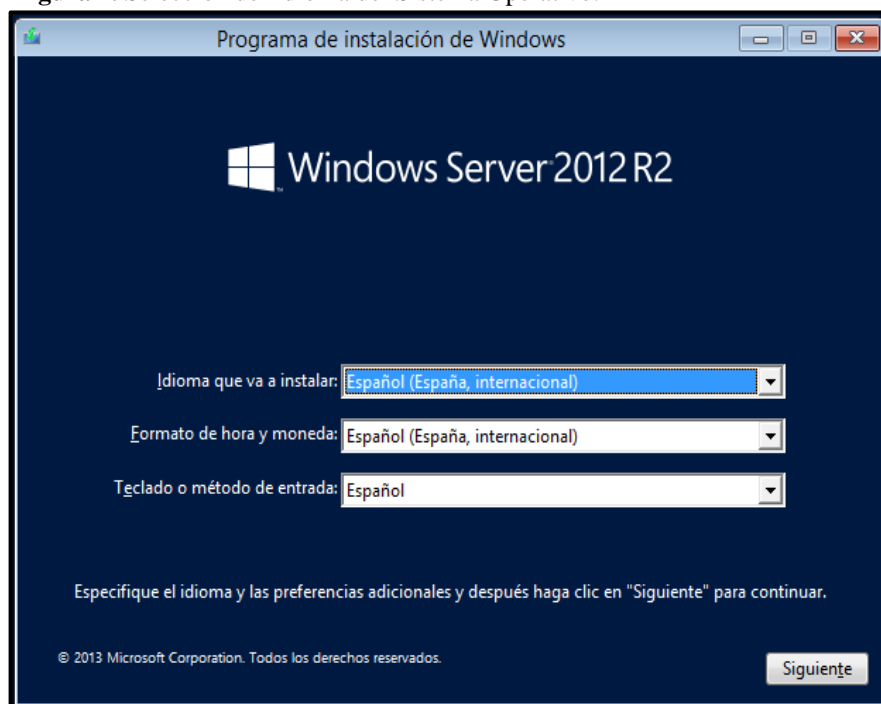 Programa de instalación de Windows
Windows Server 2012 R2
Idioma que va a instalar: Español (España, internacional)
Formato de hora y moneda: Español (España, internacional)
Teclado o método de entrada: Español
Especifique el idioma y las preferencias adicionales y después haga clic en "Siguiente" para continuar.
© 2013 Microsoft Corporation. Todos los derechos reservados.
Siguiente